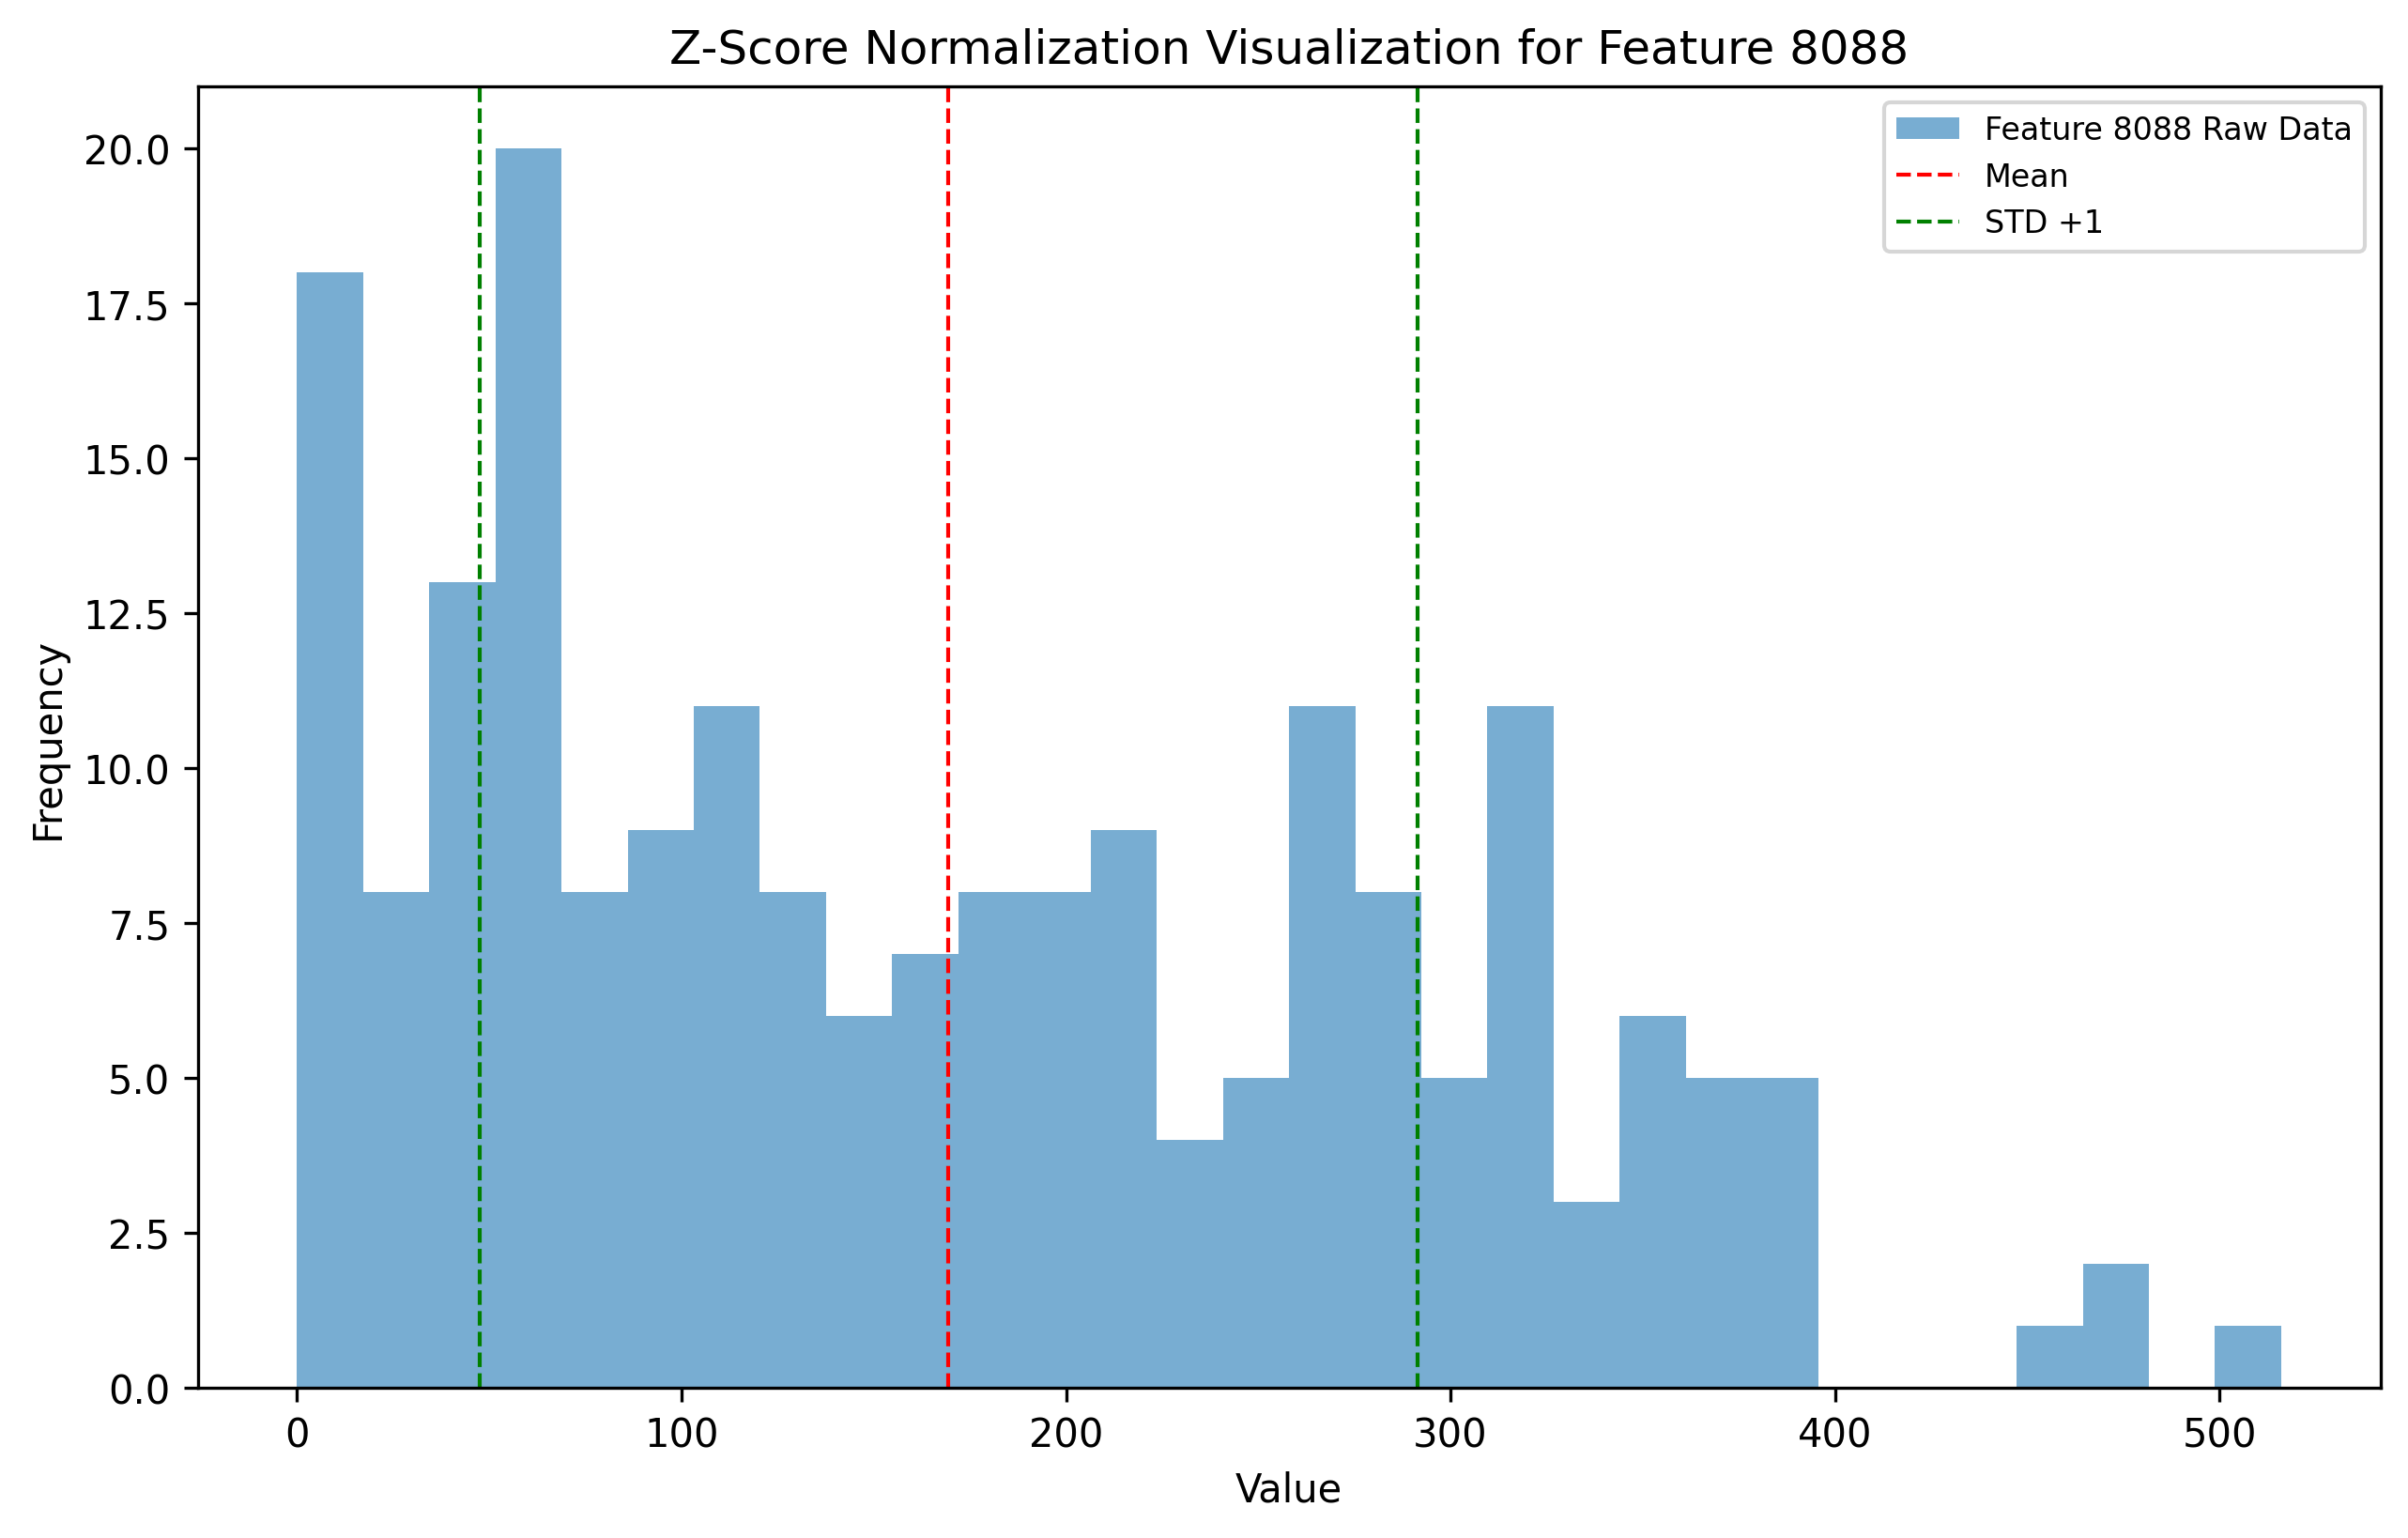 Z-Score Normalization Visualization for Feature 8088
Feature 8088 Raw Data
Mean
STD +1
20.0
17.5
15.0
12.5
10.0
7.5
5.0
2.5
0.0
Frequency
0 100 200 300 400 500
Value